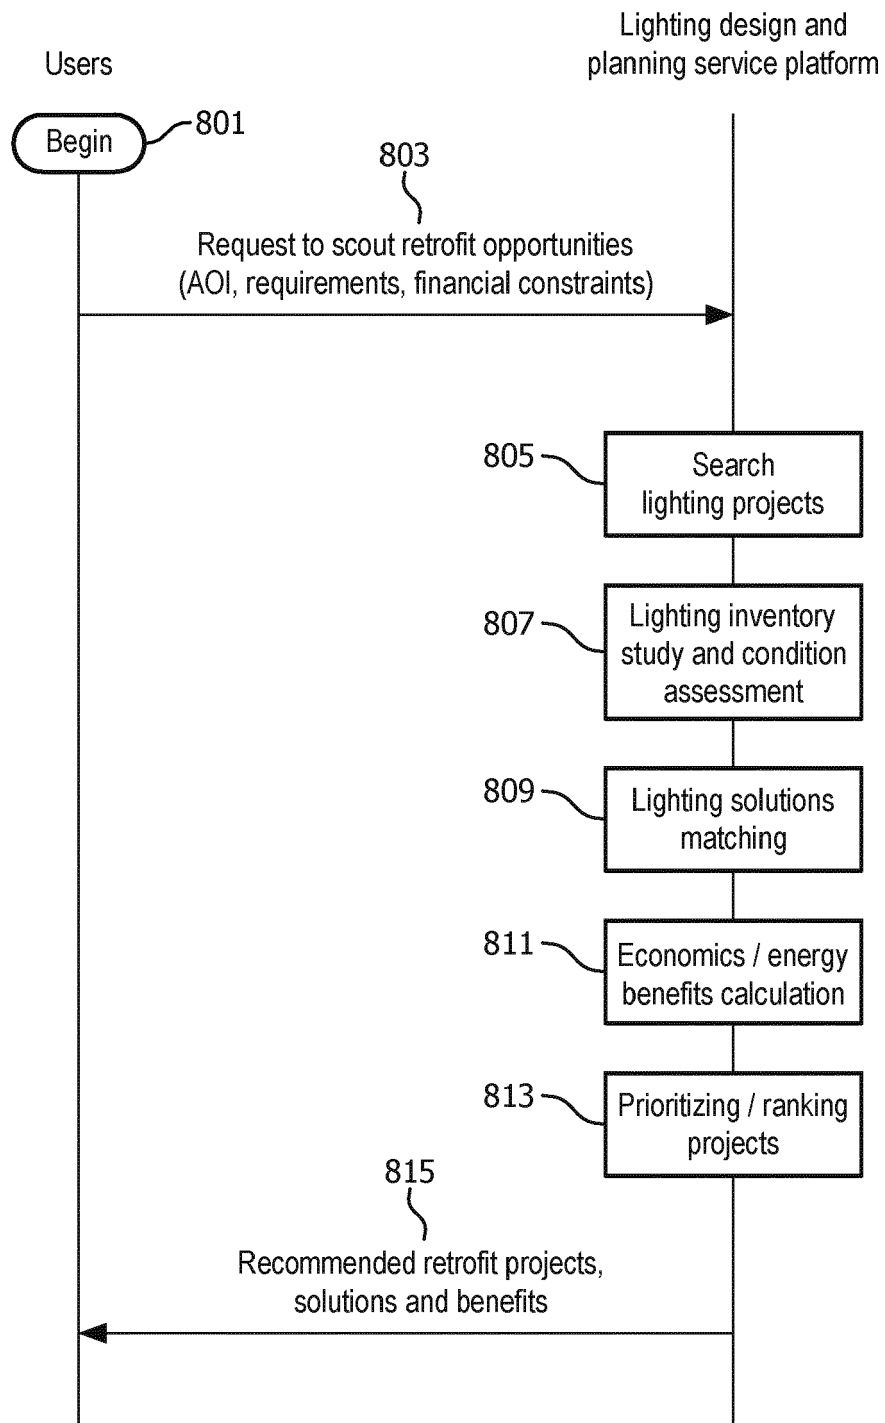 Users
Lighting design and
planning service platform
Begin
801
803
Request to scout retrofit opportunities
(AOI, requirements, financial constraints)
805
Search
lighting projects
807
Lighting inventory
study and condition
assessment
809
Lighting solutions
matching
811
Economics / energy
benefits calculation
813
Prioritizing / ranking
projects
815
Recommended retrofit projects,
solutions and benefits